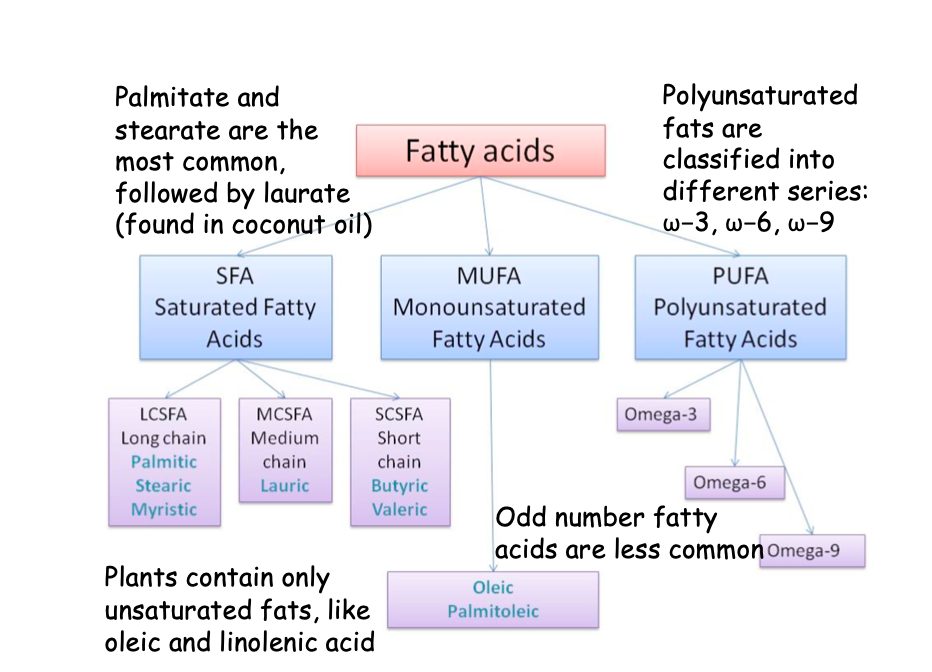 Palmitate and
stearate are the
most common,
followed by laurate
(found in coconut oil)
Polyunsaturated
fats are
classified into
different series:
ω-3, ω-6, ω-9
Fatty acids
SFA
Saturated Fatty
Acids
MUFA
Monounsaturated
Fatty Acids
PUFA
Polyunsaturated
Fatty Acids
LCSFA
Long chain
Palmitic
Stearic
Myristic
MCSFA
Medium
chain
Lauric
SCSFA
Short
chain
Butyric
Valeric
Omega-3
Omega-6
Omega-9
Odd number fatty
acids are less common
Oleic
Palmitoleic
Plants contain only
unsaturated fats, like
oleic and linolenic acid